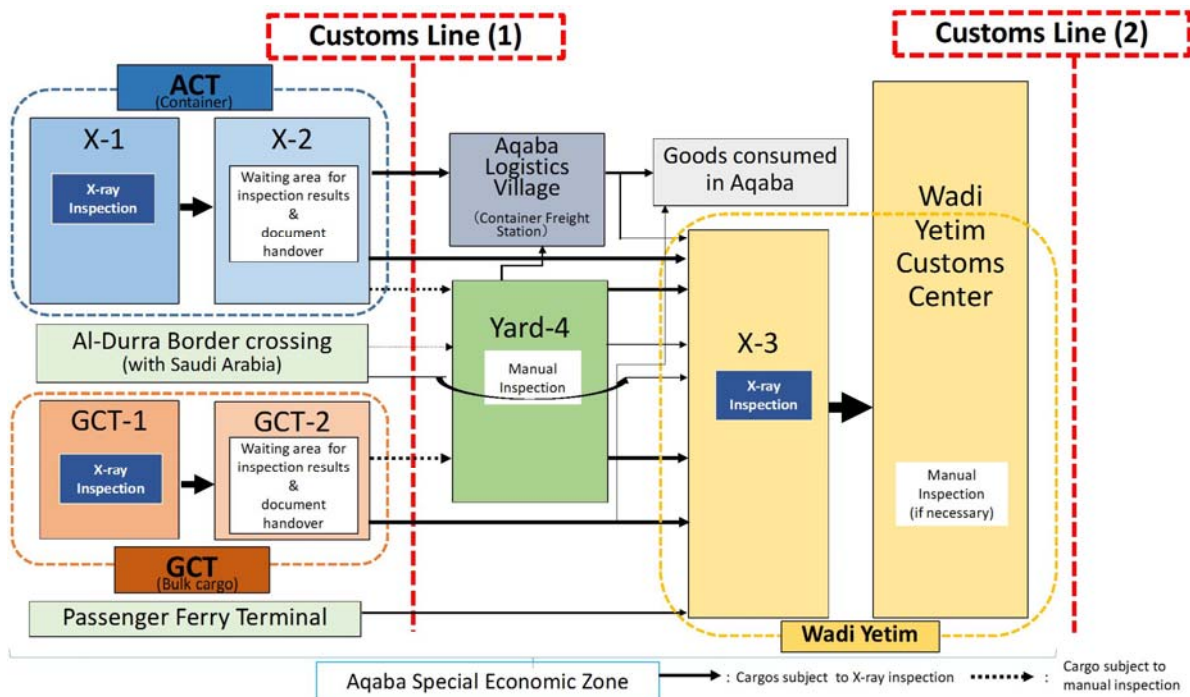 Customs Line (1)
Customs Line (2)
ACT
(Container)
X-1
X-ray
Inspection
X-2
Waiting area for
inspection results
&
document
handover
Aqaba
Logistics
Village
(Container Freight
Station)
Goods consumed
in Aqaba
Wadi
Yetim
Customs
Center
Manual
Inspection
(if necessary)
Yard-4
Manual
Inspection
X-3
X-ray
Inspection
Al-Durra Border crossing
(with Saudi Arabia)
GCT-1
X-ray
Inspection
GCT-2
Waiting area for
inspection results
&
document
handover
GCT
(Bulk cargo)
Passenger Ferry Terminal
Wadi Yetim
Aqaba Special Economic Zone
: Cargos subject to X-ray inspection
: Cargo subject to
manual inspection